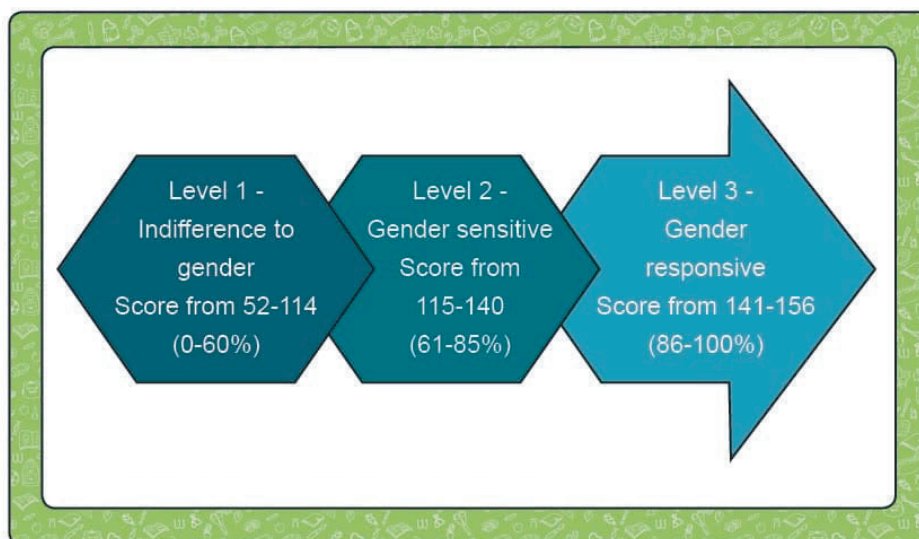 Level 1 -
Indifference to
gender
Score from 52-114
(0-60%)
Level 2 -
Gender sensitive
Score from
115-140
(61-85%)
Level 3 -
Gender
responsive
Score from 141-156
(86-100%)